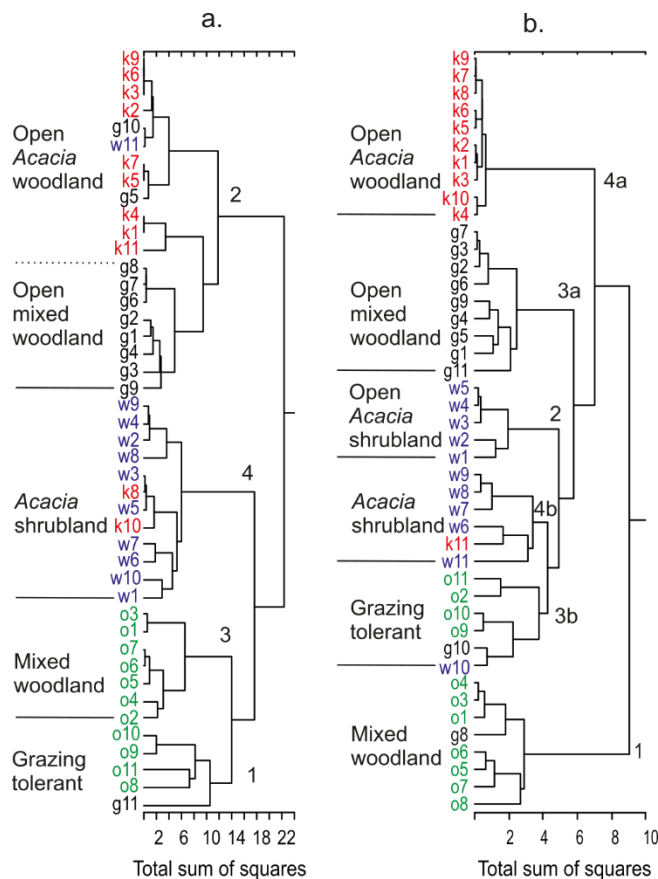 a.
k9
k6
k3
k2
g10
w11
k7
k5
g5
k4
k1
k11
g8
g7
g6
g2
g1
g4
g3
g9
w9
w4
w2
w8
w3
k8
w5
k10
w7
w6
w10
w1
o3
o1
o7
o6
o5
o4
o2
o10
o9
o11
o8
g11
Open
Acacia
woodland
Open
mixed
woodland
Acacia
shrubland
Mixed
woodland
Grazing
tolerant
2
4
3
1
2 6 10 14 18 22
Total sum of squares
b.
k9
k7
k8
k6
k5
k2
k1
k3
k10
k4
g7
g3
g2
g6
g9
g4
g5
g1
g11
w5
w4
w3
w2
w1
w9
w8
w7
w6
k11
w11
o11
o2
o10
o9
g10
w10
o4
o3
o1
g8
o6
o5
o7
o8
Open
Acacia
woodland
Open
mixed
woodland
Open
Acacia
shrubland
Acacia
shrubland
Grazing
tolerant
Mixed
woodland
4a
3a
2
4b
3b
1
2 4 6 8 10
Total sum of squares